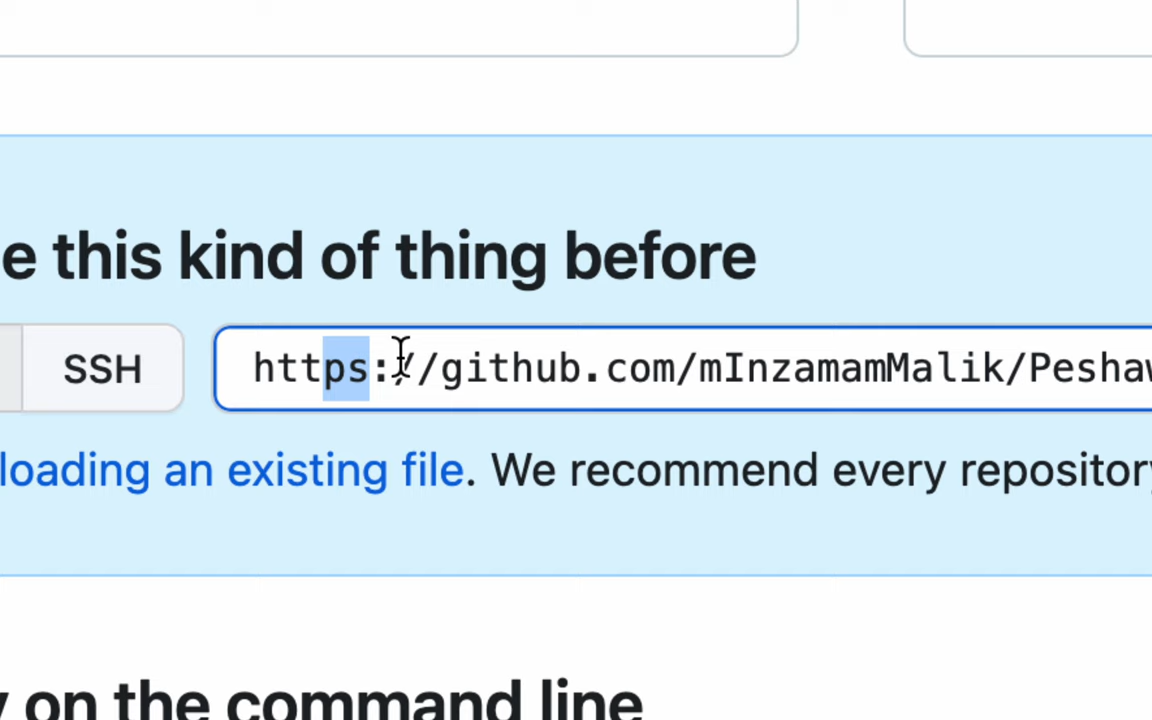 e this kind of thing before
SSH
https://github.com/mInzamamMalik/Peshaw
loading an existing file. We recommend every repository
y on the command line